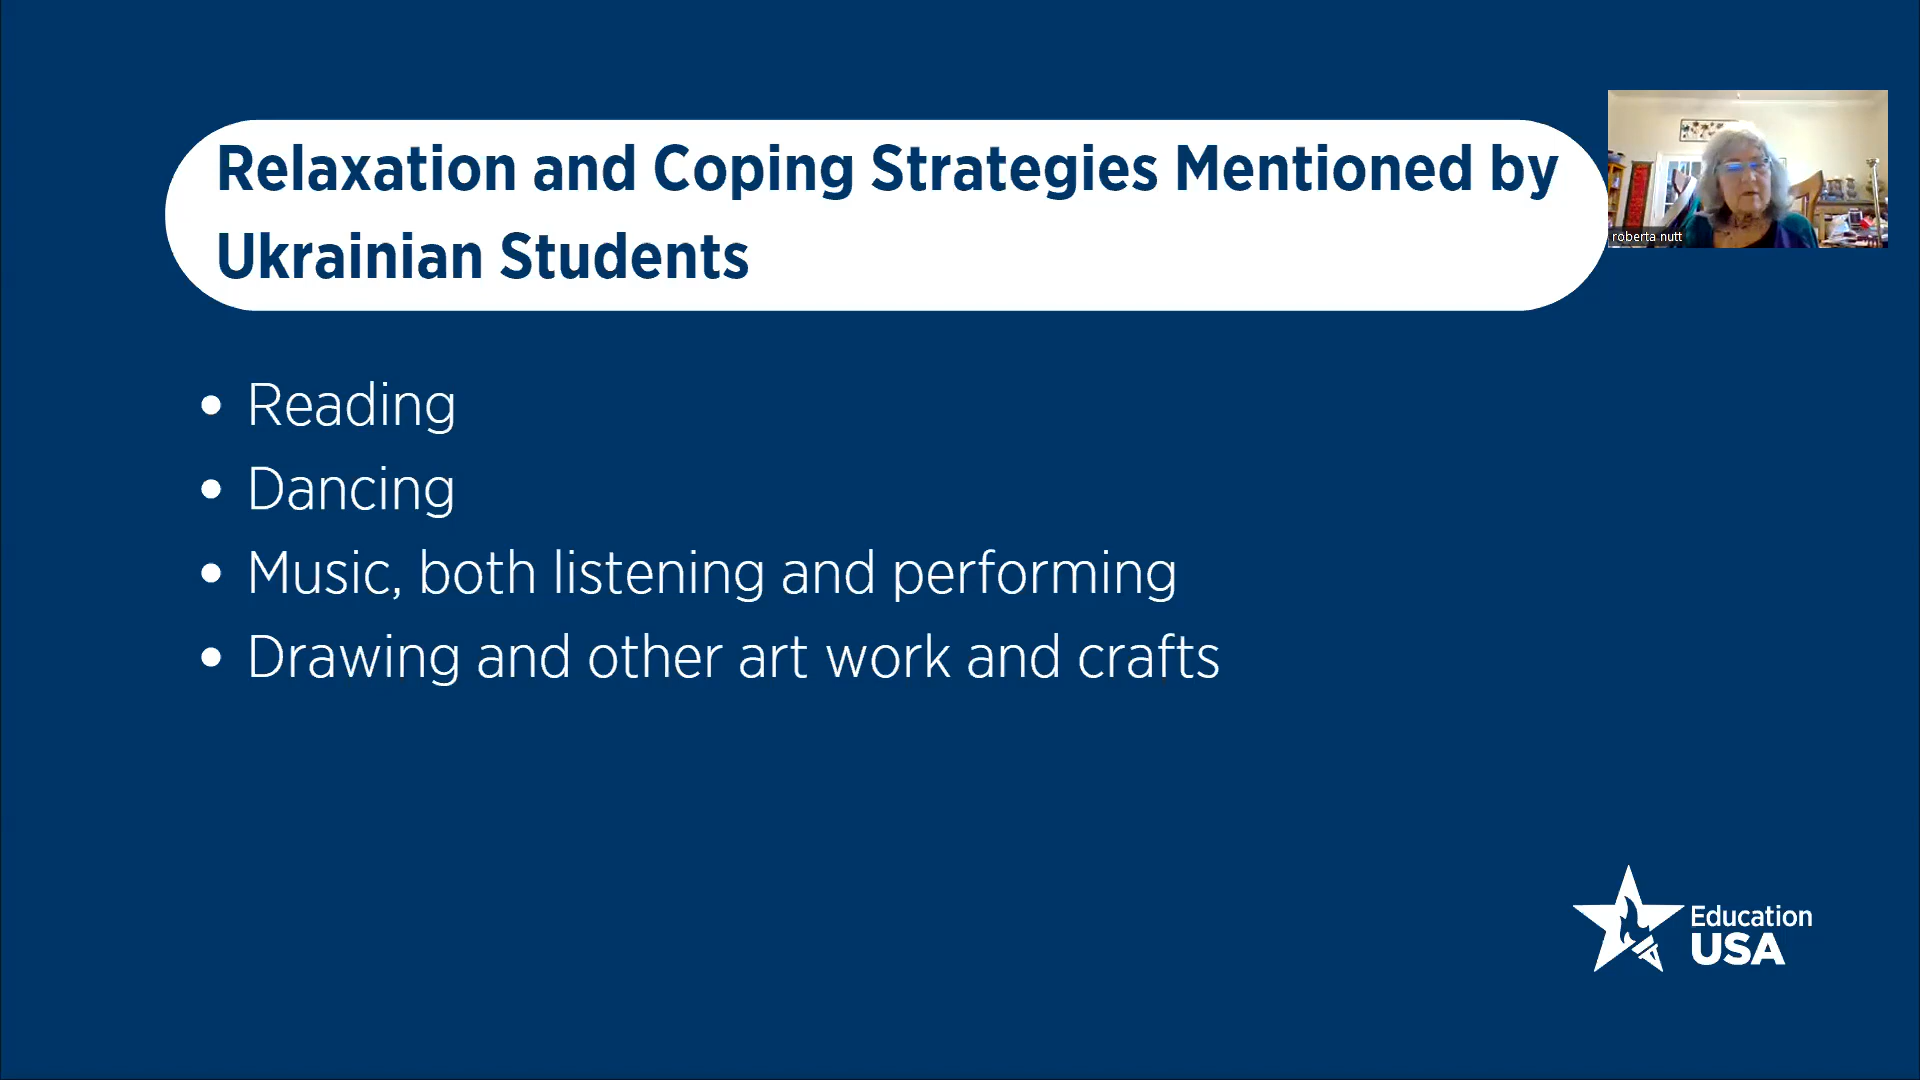 Relaxation and Coping Strategies Mentioned by
Ukrainian Students
roberta nutt
• Reading
• Dancing
• Music, both listening and performing
• Drawing and other art work and crafts
Education
USA